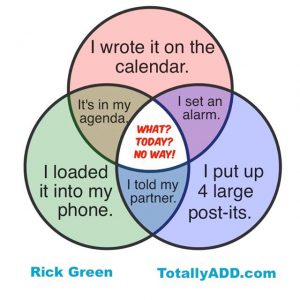 I wrote it on the
calendar.
It's in my
agenda.
I set an
alarm.
WHAT?
TODAY?
NO WAY!
I loaded
it into my
phone.
I told my
partner.
I put up
4 large
post-its.
Rick Green
TotallyADD.com